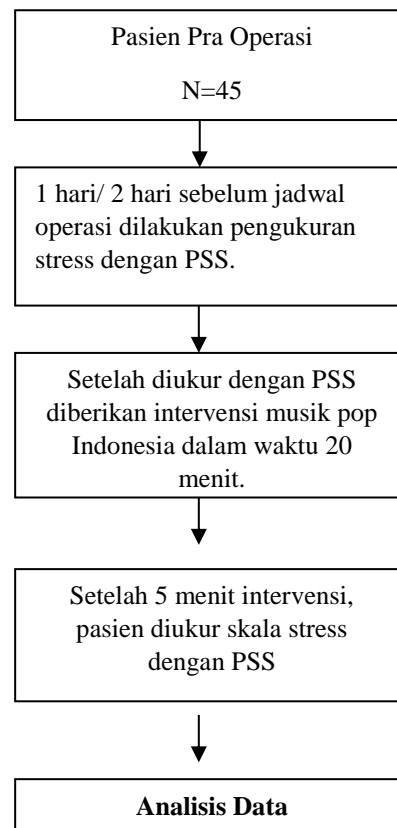 Pasien Pra Operasi
N=45
1 hari/ 2 hari sebelum jadwal
operasi dilakukan pengukuran
stress dengan PSS.
Setelah diukur dengan PSS
diberikan intervensi musik pop
Indonesia dalam waktu 20
menit.
Setelah 5 menit intervensi,
pasien diukur skala stress
dengan PSS
Analisis Data